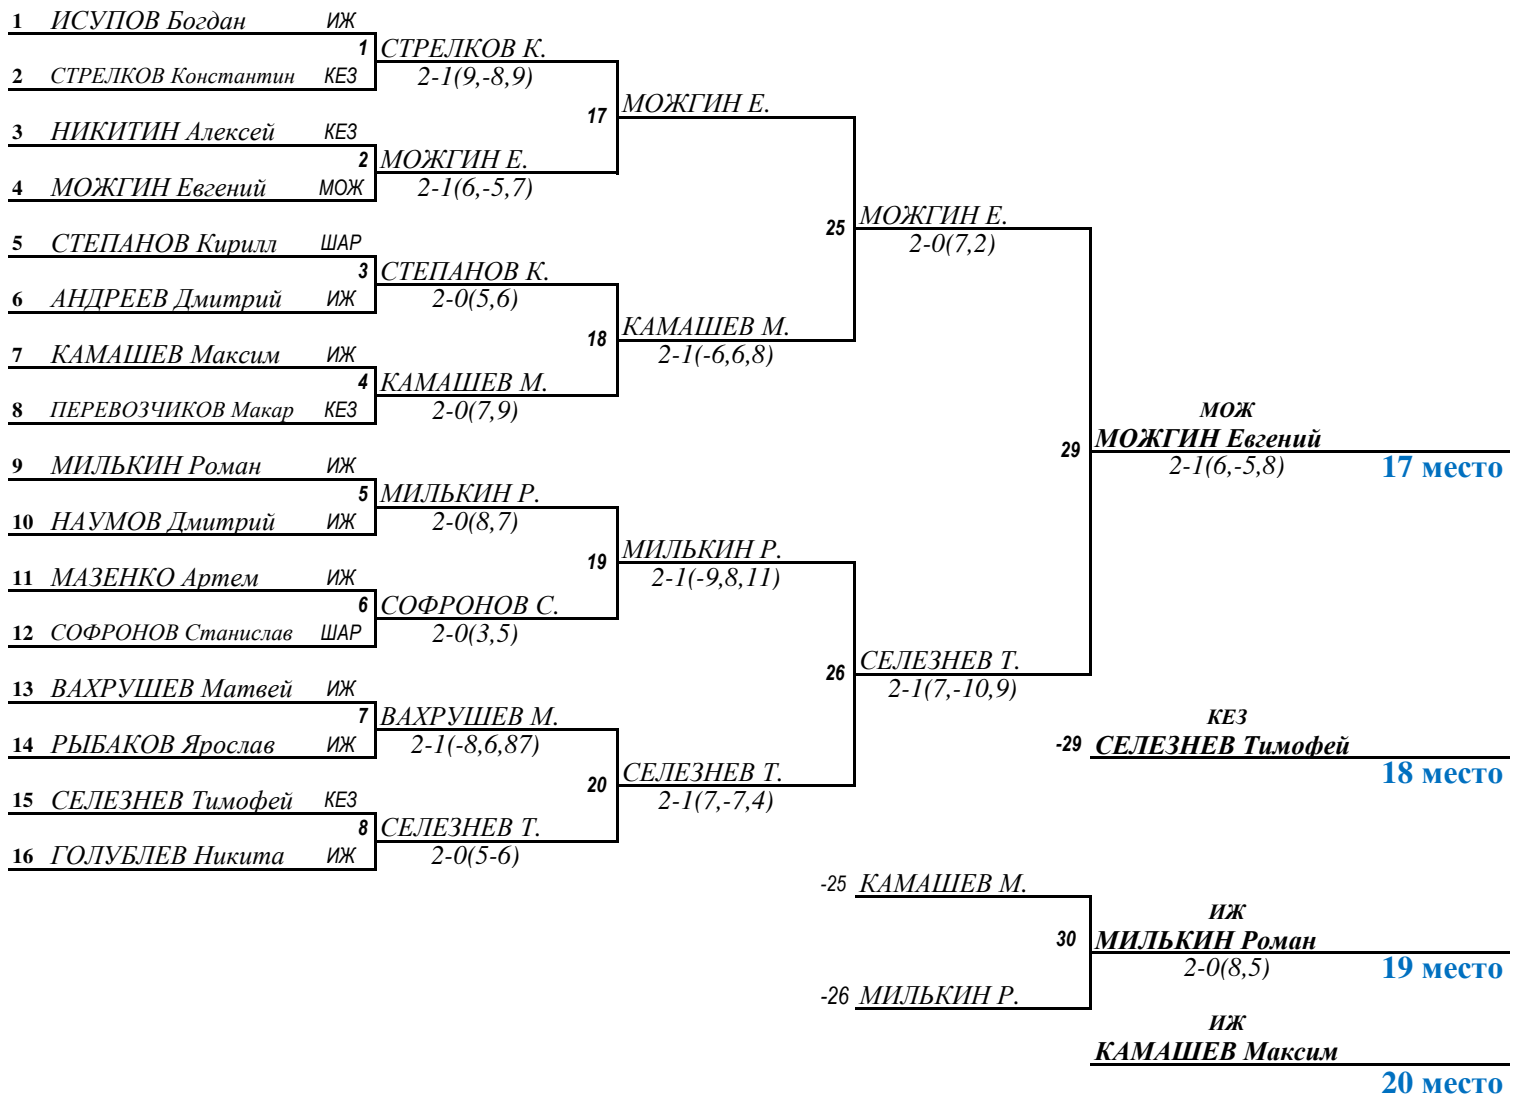 1 ИСУПОВ Богдан ИЖ
1 СТРЕЛКОВ К.
2 СТРЕЛКОВ Константин КЕЗ 2-1(9,-8,9)
17 МОЖГИН Е.
3 НИКИТИН Алексей КЕЗ
2 МОЖГИН Е.
4 МОЖГИН Евгений МОЖ 2-1(6,-5,7)
25 МОЖГИН Е.
2-0(7,2)
5 СТЕПАНОВ Кирилл ШАР
3 СТЕПАНОВ К.
6 АНДРЕЕВ Дмитрий ИЖ 2-0(5,6)
18 КАМАШЕВ М.
2-1(-6,6,8)
7 КАМАШЕВ Максим ИЖ
4 КАМАШЕВ М.
8 ПЕРЕВОЗЧИКОВ Макар КЕЗ 2-0(7,9)
МОЖ
29 МОЖГИН Евгений
2-1(6,-5,8) 17 место
9 МИЛЬКИН Роман ИЖ
5 МИЛЬКИН Р.
10 НАУМОВ Дмитрий ИЖ 2-0(8,7)
19 МИЛЬКИН Р.
2-1(-9,8,11)
11 МАЗЕНКО Артем ИЖ
6 СОФРОНОВ С.
12 СОФРОНОВ Станислав ШАР 2-0(3,5)
26 СЕЛЕЗНЕВ Т.
2-1(7,-10,9)
13 ВАХРУШЕВ Матвей ИЖ
7 ВАХРУШЕВ М.
14 РЫБАКОВ Ярослав ИЖ 2-1(-8,6,87)
КЕЗ
-29 СЕЛЕЗНЕВ Тимофей
18 место
20 СЕЛЕЗНЕВ Т.
2-1(7,-7,4)
15 СЕЛЕЗНЕВ Тимофей КЕЗ
8 СЕЛЕЗНЕВ Т.
16 ГОЛУБЛЕВ Никита ИЖ 2-0(5-6)
-25 КАМАШЕВ М.
ИЖ
30 МИЛЬКИН Роман
2-0(8,5) 19 место
-26 МИЛЬКИН Р.
ИЖ
КАМАШЕВ Максим
20 место